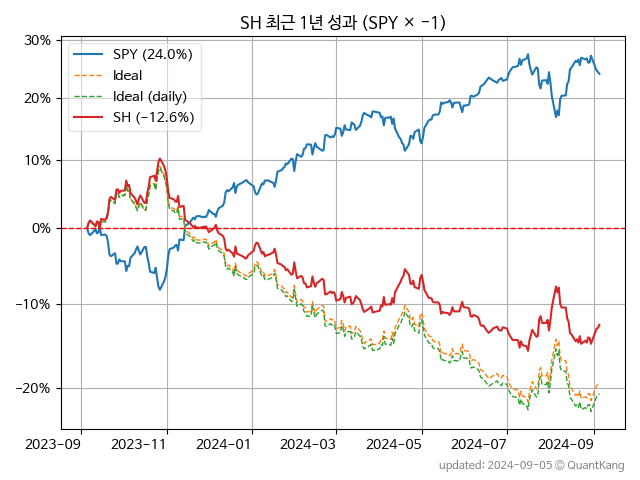 SH 최근 1년 성과 (SPY × −1)
30%
20%
10%
0%
−10%
−20%
SPY (24.0%)
Ideal
Ideal (daily)
SH (−12.6%)
2023−09
2023−11
2024−01
2024−03
2024−05
2024−07
2024−09
updated: 2024−09−05 © QuantKang